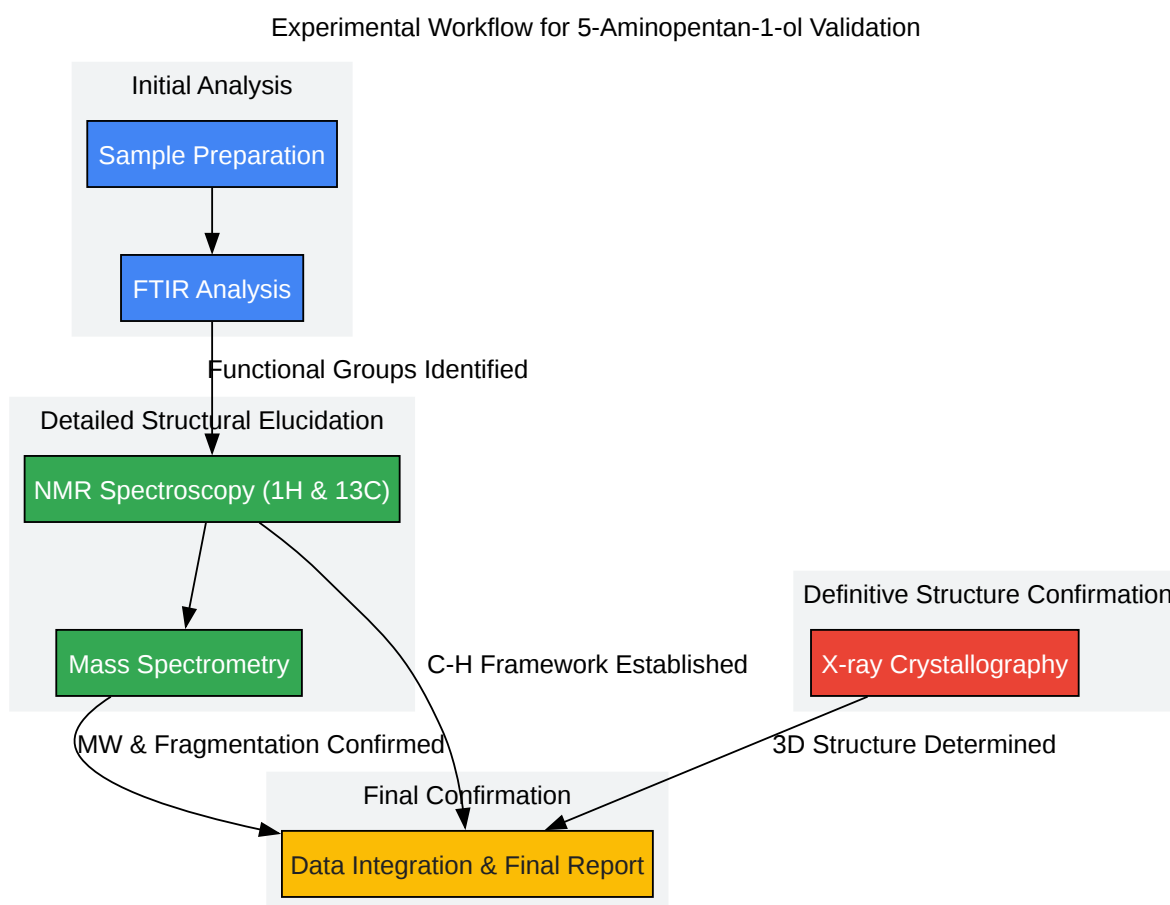 Experimental Workflow for 5-Aminopentan-1-ol Validation
Initial Analysis
Sample Preparation
FTIR Analysis
Functional Groups Identified
Detailed Structural Elucidation
NMR Spectroscopy (1H & 13C)
Definitive Structure Confirmation
Mass Spectrometry
C-H Framework Established
X-ray Crystallography
MW & Fragmentation Confirmed
3D Structure Determined
Final Confirmation
Data Integration & Final Report